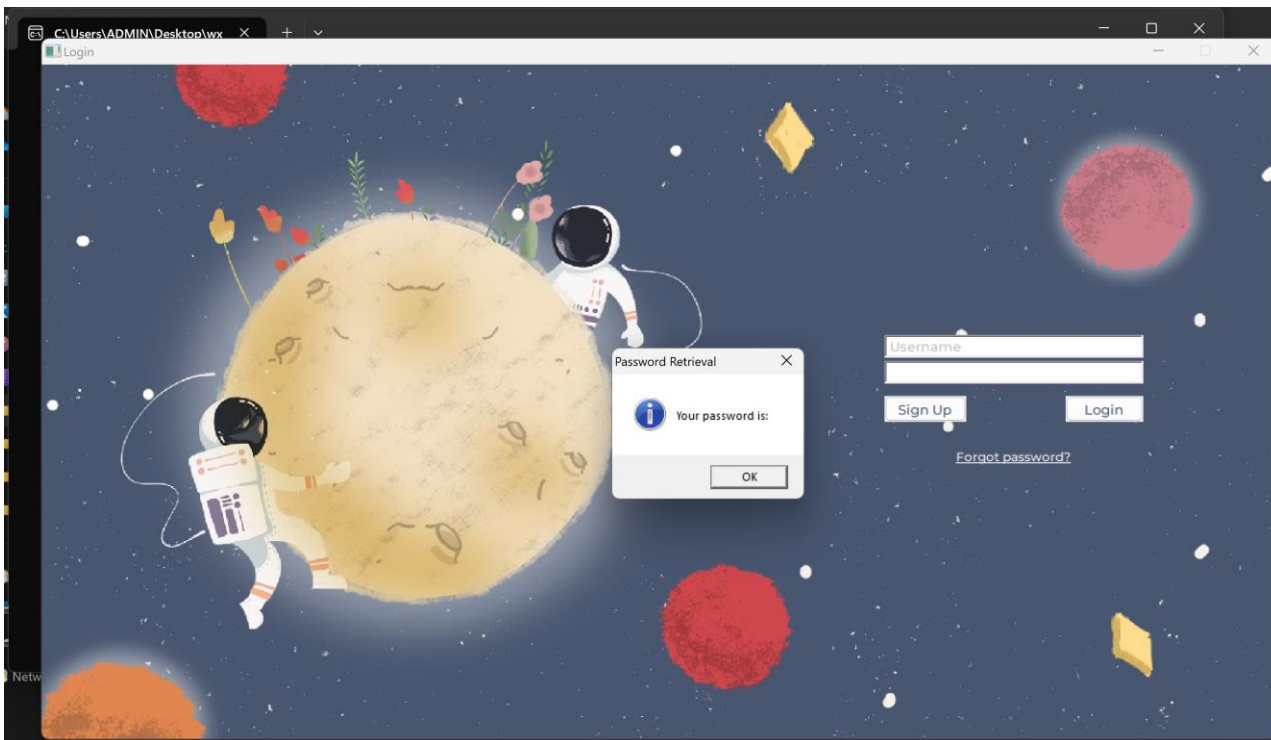 C:\Users\ADMIN\Desktop\wx
Login
Password Retrieval
Your password is:
OK
Username
Sign Up
Login
Forgot password?
Netw